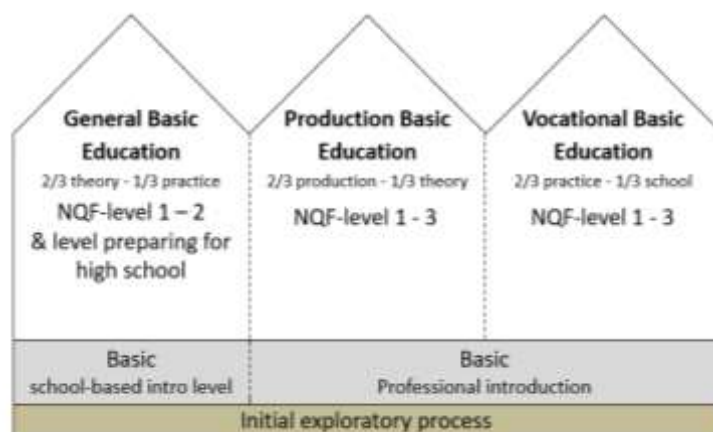 General Basic
Education
2/3 theory - 1/3 practice
NQF-level 1 – 2
& level preparing for
high school
Production Basic
Education
2/3 production - 1/3 theory
NQF-level 1 - 3
Vocational Basic
Education
2/3 practice - 1/3 school
NQF-level 1 - 3
Basic
school-based intro level
Basic
Professional introduction
Initial exploratory process